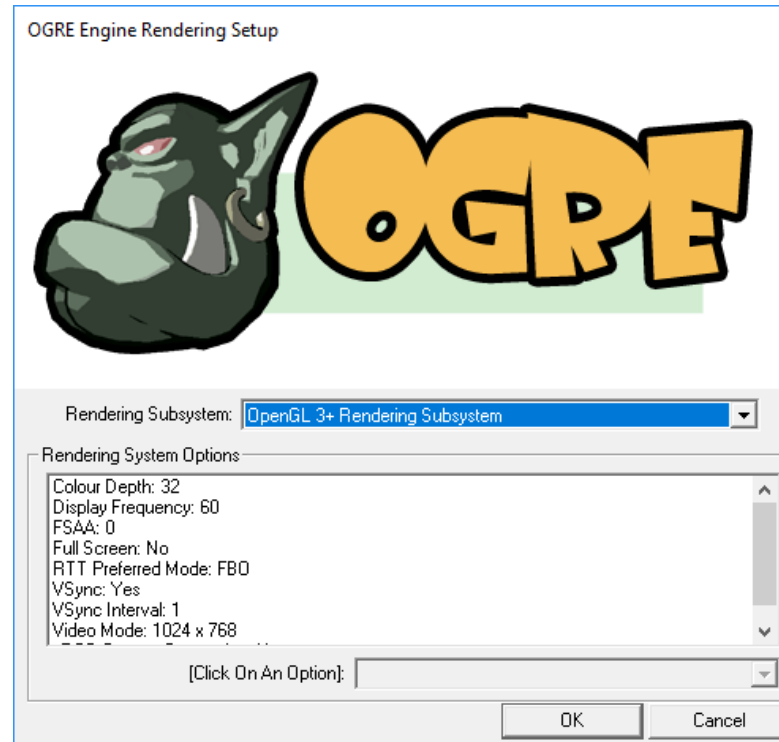 OGRE Engine Rendering Setup
OGRE
Rendering Subsystem: OpenGL 3+ Rendering Subsystem
Rendering System Options
Colour Depth: 32
Display Frequency: 60
FSAA: 0
Full Screen: No
RTT Preferred Mode: FBO
VSync: Yes
VSync Interval: 1
Video Mode: 1024 x 768
[Click On An Option]:
OK Cancel